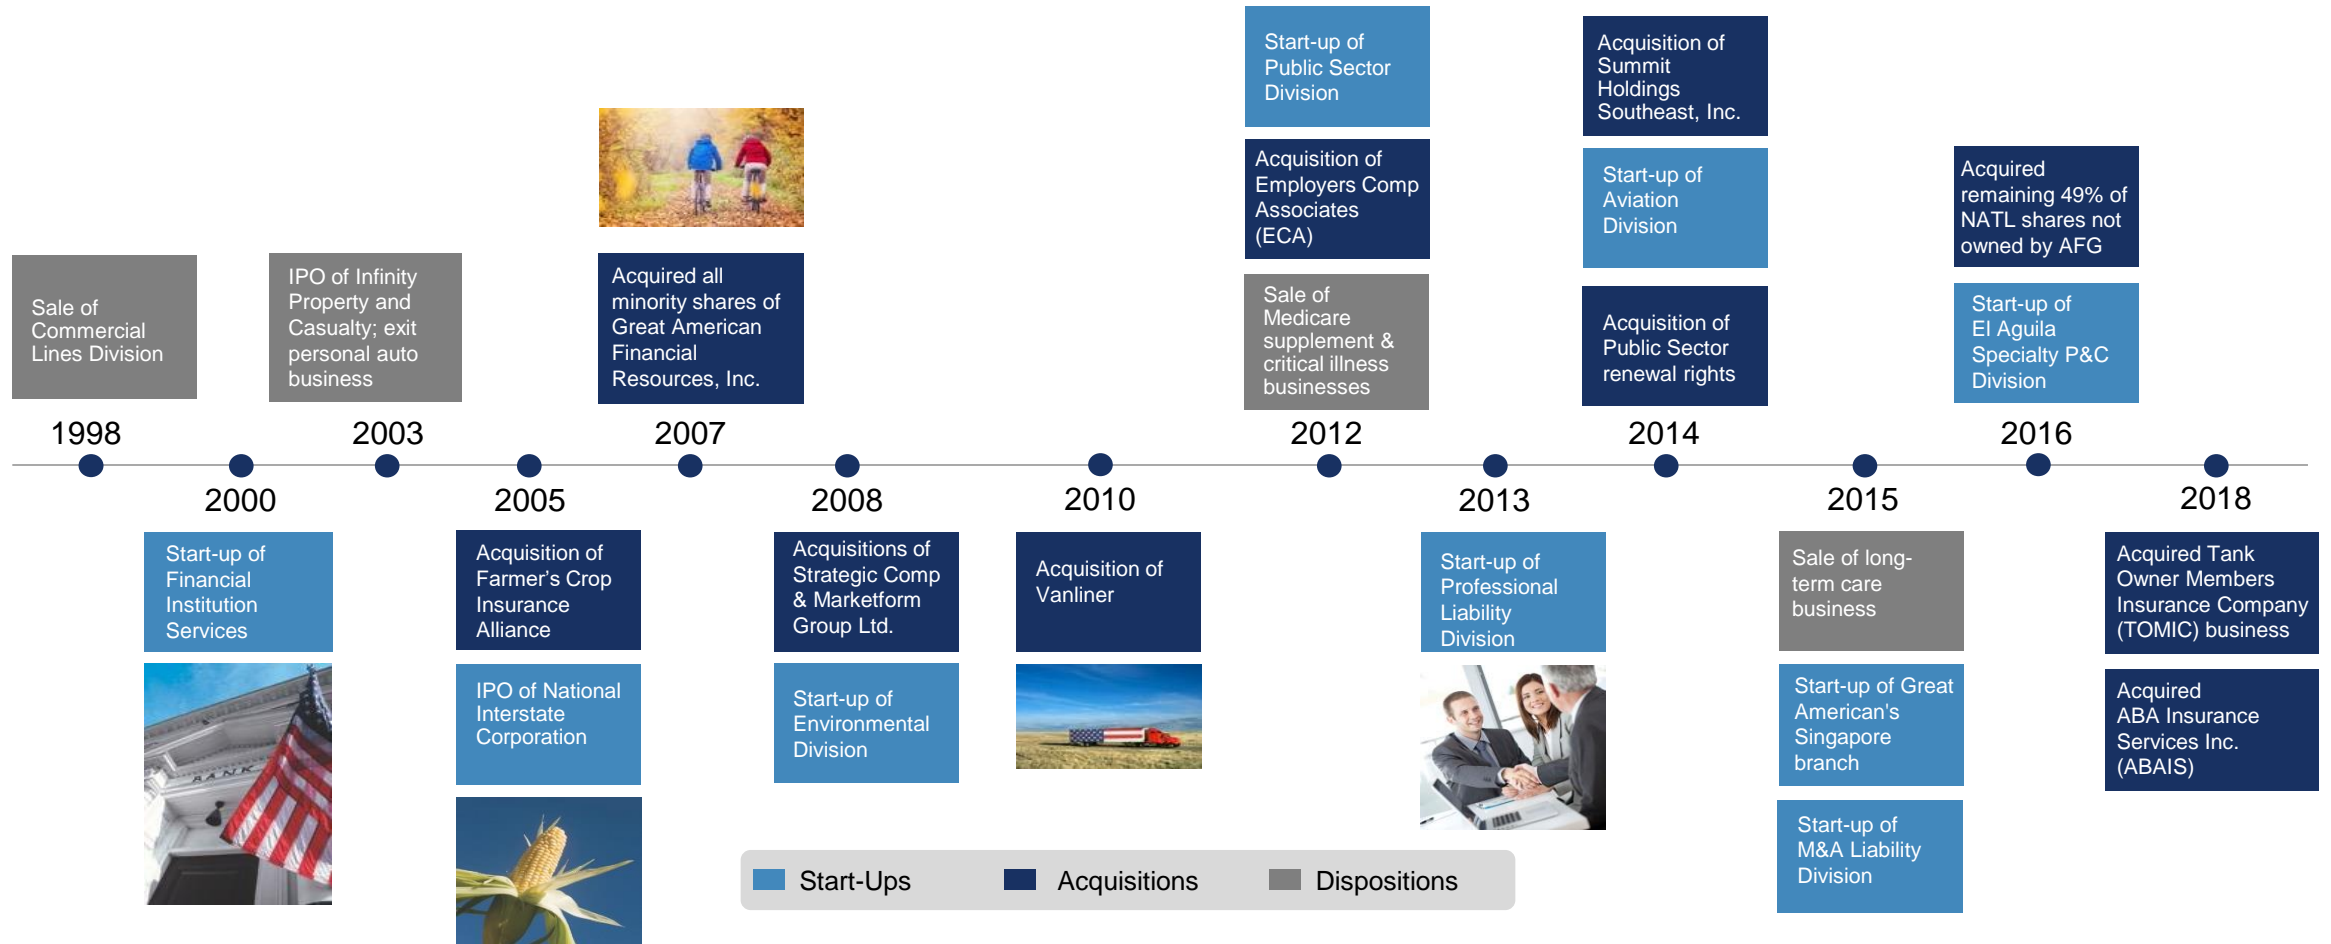 Start-up of
Public Sector
Division
Acquisition of
Summit
Holdings
Southeast, Inc.
Acquisition of
Employers Comp
Associates
(ECA)
Start-up of
Aviation
Division
Acquired
remaining 49% of
NATL shares not
owned by AFG
Sale of
Commercial
Lines Division
IPO of Infinity
Property and
Casualty; exit
personal auto
business
Acquired all
minority shares of
Great American
Financial
Resources, Inc.
Sale of
Medicare
supplement &
critical illness
businesses
Acquisition of
Public Sector
renewal rights
Start-up of
El Aguila
Specialty P&C
Division
1998
2003
2007
2012
2014
2016
2000
2005
2008
2010
2013
2015
2018
Start-up of
Financial
Institution
Services
Acquisition of
Farmer’s Crop
Insurance
Alliance
Acquisitions of
Strategic Comp
& Marketform
Group Ltd.
Acquisition of
Vanliner
Start-up of
Professional
Liability
Division
Sale of long-
term care
business
Acquired Tank
Owner Members
Insurance Company
(TOMIC) business
BANK
IPO of National
Interstate
Corporation
Start-up of
Environmental
Division
Start-up of Great
American's
Singapore
branch
Acquired
ABA Insurance
Services Inc.
(ABAIS)
Start-up of
M&A Liability
Division
Start-Ups
Acquisitions
Dispositions